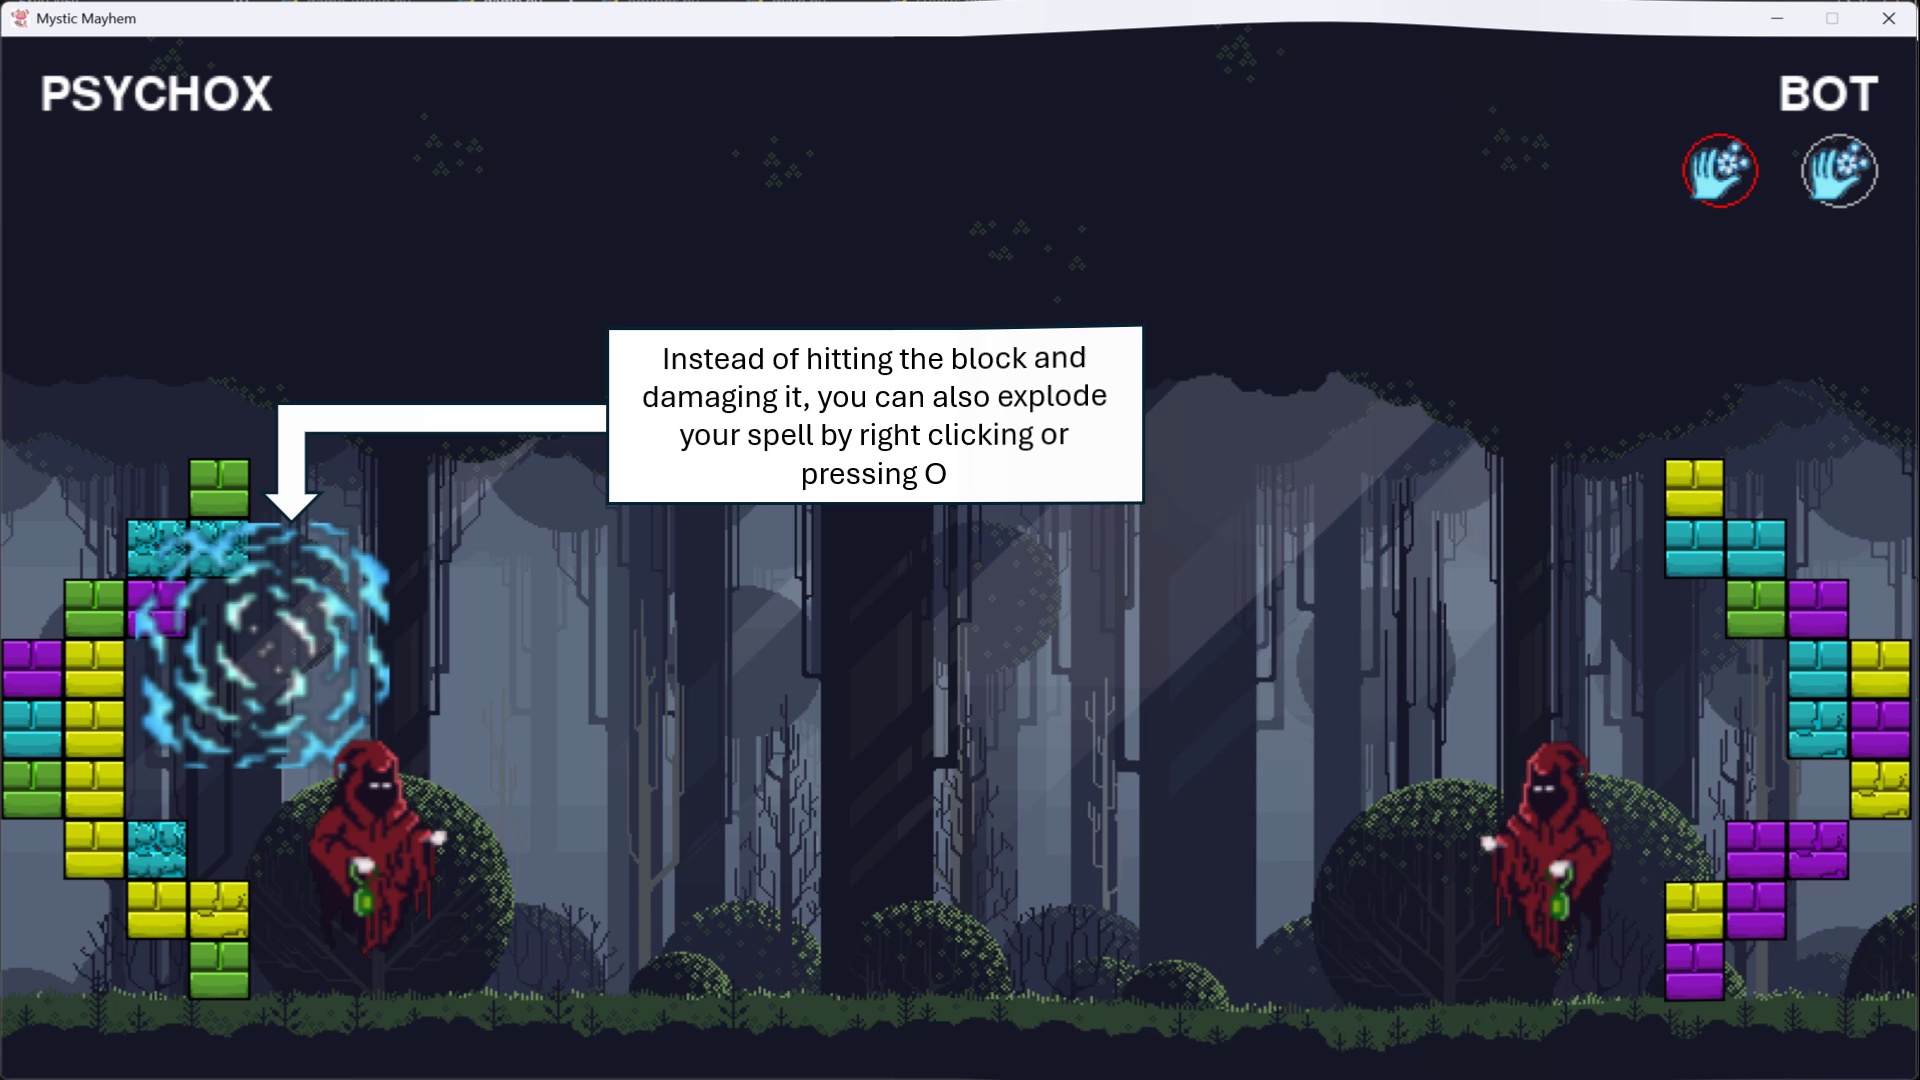 Mystic Mayhem
PSYCHOX
BOT
Instead of hitting the block and
damaging it, you can also explode
your spell by right clicking or
pressing O